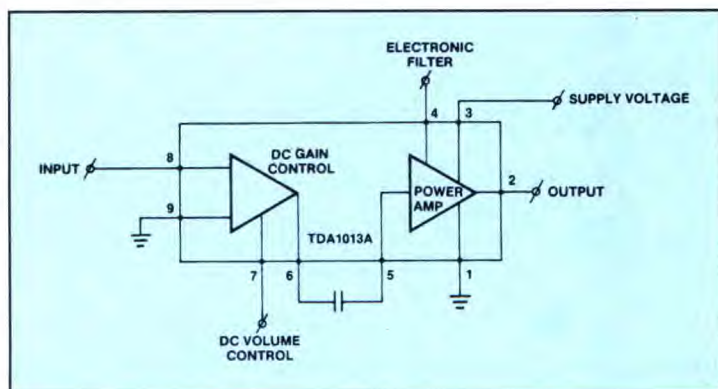 ELECTRONIC
FILTER
SUPPLY VOLTAGE
4
3
INPUT
8
DC GAIN
CONTROL
POWER
AMP
2
OUTPUT
9
TDA1013A
7
6
5
1
DC VOLUME
CONTROL